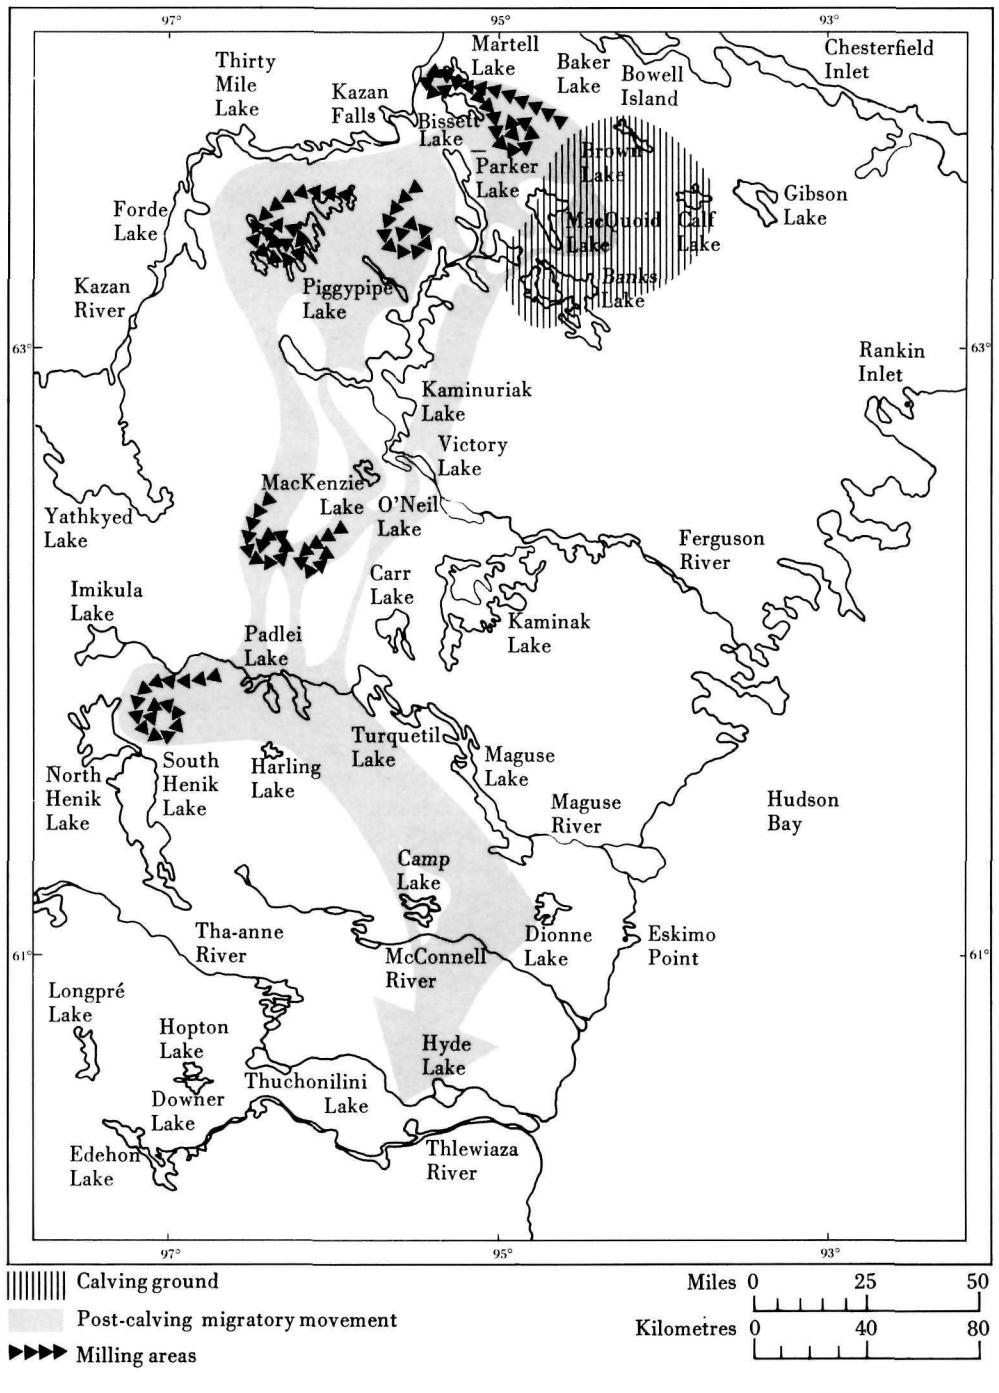 97°
95°
93°
Thirty
Mile
Lake
Kazan
Falls
Martell
Lake
Baker
Lake
Bowell
Island
Chesterfield
Inlet
Bissett
Lake
Parker
Lake
Brown
Lake
Forde
Lake
MacQuoid
Lake
Calf
Lake
Gibson
Lake
Kazan
River
Piggypipe
Lake
Banks
Lake
63°
63°
Rankin
Inlet
Kaminuriak
Lake
Victory
Lake
MacKenzie
Lake
O'Neil
Lake
Yathkyed
Lake
Ferguson
River
Imikula
Lake
Carr
Lake
Kaminak
Lake
Padlei
Lake
Turquetil
Lake
Maguse
Lake
North
Henik
Lake
South
Henik
Lake
Harling
Lake
Maguse
River
Hudson
Bay
Camp
Lake
Tha-anne
River
McConnell
River
Dionne
Lake
Eskimo
Point
61°
61°
Longpré
Lake
Hopton
Lake
Hyde
Lake
Downer
Lake
Thuchonilini
Lake
Edehon
Lake
Thlewiaza
River
97°
95°
93°
Calving ground
Post-calving migratory movement
Milling areas
Miles 0 25 50
Kilometres 0 40 80